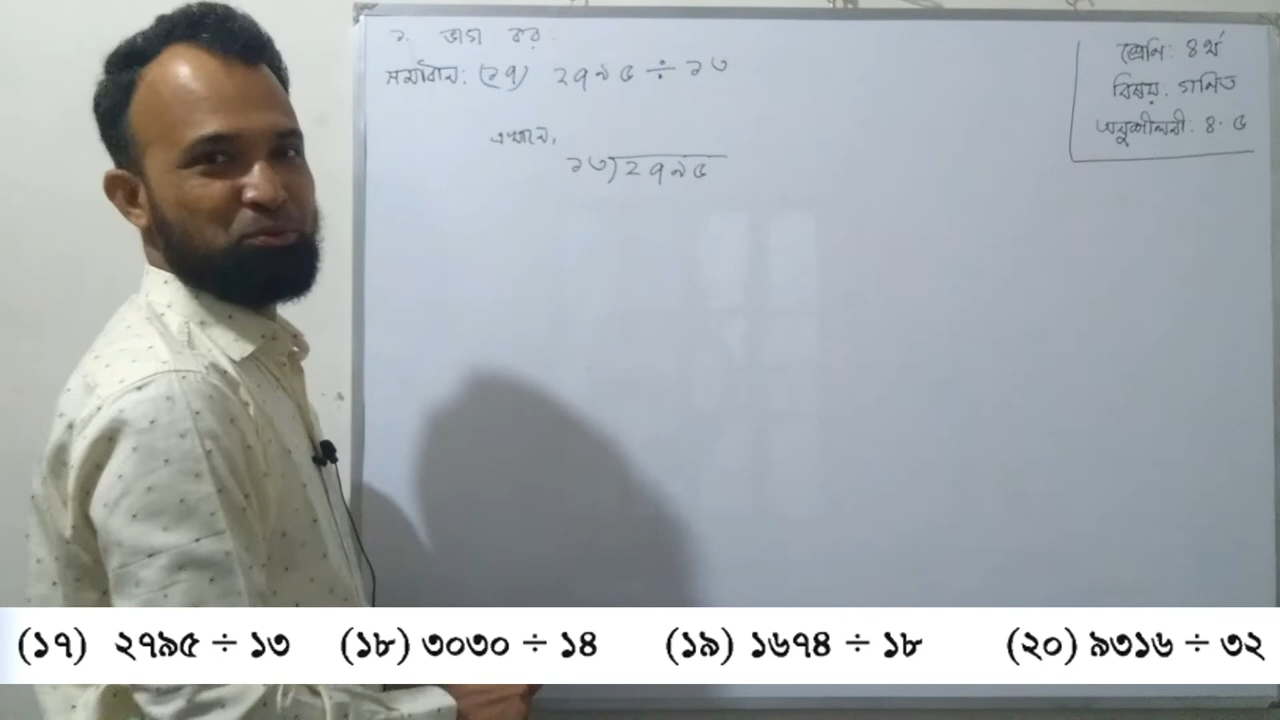 ২. ভাগ কর.
সমাধান: (১৭) ২৭৯৫ ÷ ১৩
শ্রেণি: ৪র্থ
বিষয়. গনিত
অনুশীলনী: ৪.৫
এখানে,
১৩)২৭৯৫
(১৭) ২৭৯৫ ÷ ১৩ (১৮) ৩০৩০ ÷ ১৪ (১৯) ১৬৭৪ ÷ ১৮ (২০) ৯৩১৬ ÷ ৩২